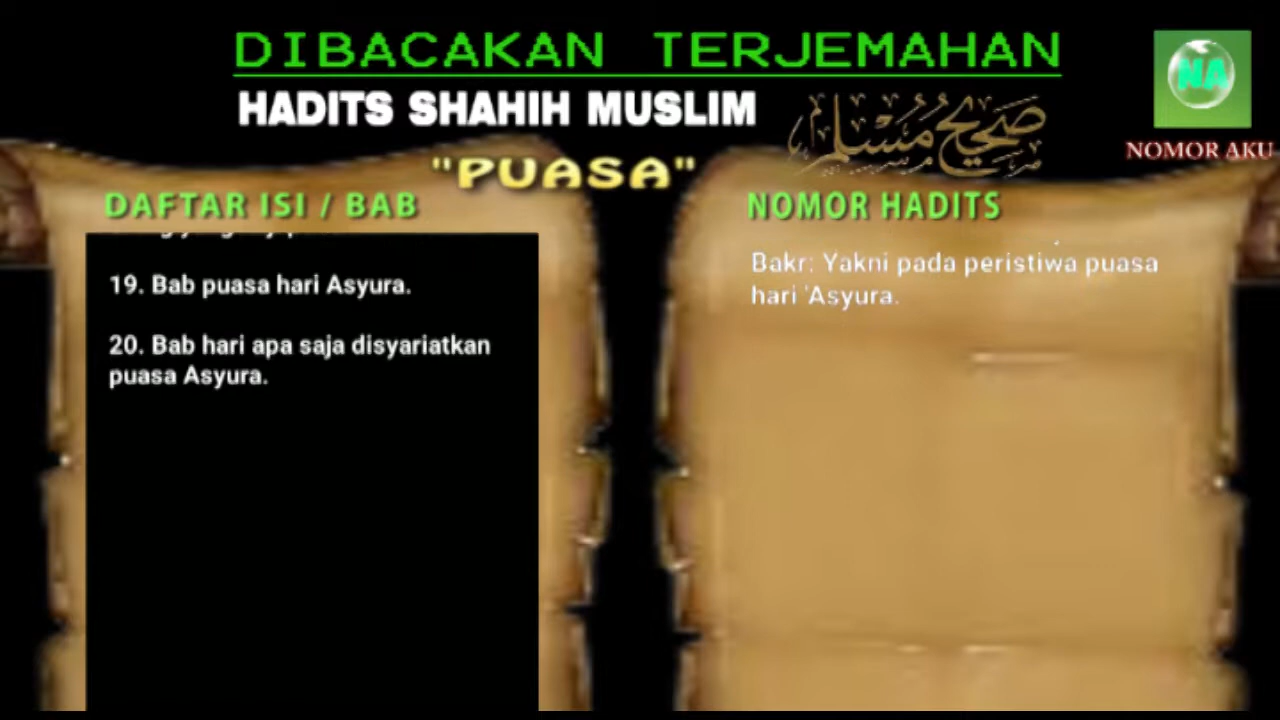 DIBACAKAN TERJEMAHAN
HADITS SHAHIH MUSLIM
صحيح مسلم
NA
NOMOR AKU
"PUASA"
DAFTAR ISI / BAB
19. Bab puasa hari Asyura.
20. Bab hari apa saja disyariatkan
puasa Asyura.
NOMOR HADITS
Bakr: Yakni pada peristiwa puasa
hari 'Asyura.